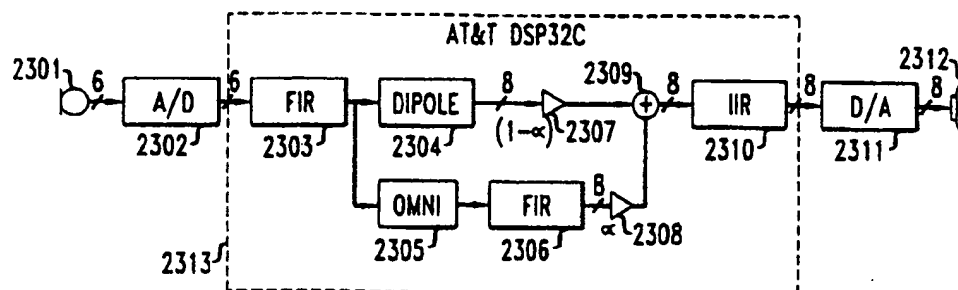 AT&T DSP32C
2301
6
A/D
2302
6
FIR
2303
DIPOLE
2304
8
(1-α)
2307
2309
8
IIR
2310
8
D/A
2311
8
2312
OMNI
2305
FIR
2306
8
α
2308
2313